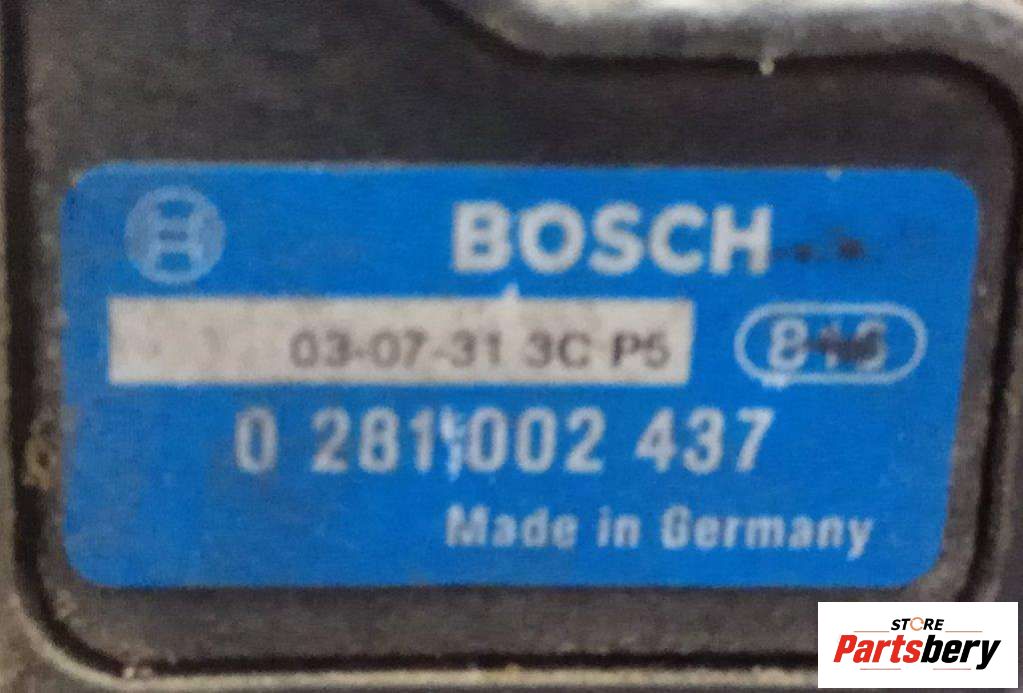 BOSCH
03-07-31 3C P5
0 281 002 437
Made in Germany
STORE
Partsbery